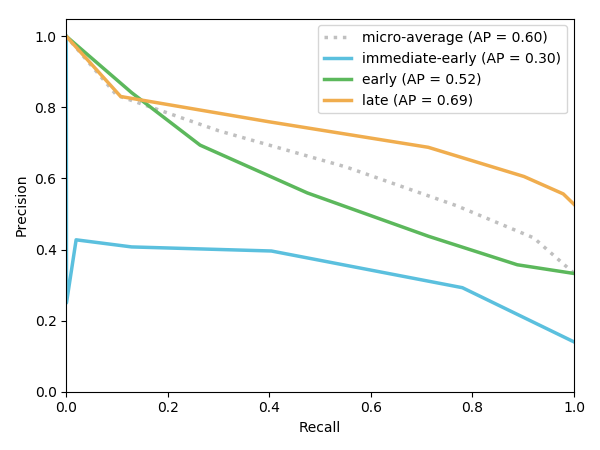 1.0
0.8
0.6
0.4
0.2
0.0
Precision
micro-average (AP = 0.60)
immediate-early (AP = 0.30)
early (AP = 0.52)
late (AP = 0.69)
0.0 0.2 0.4 0.6 0.8 1.0
Recall